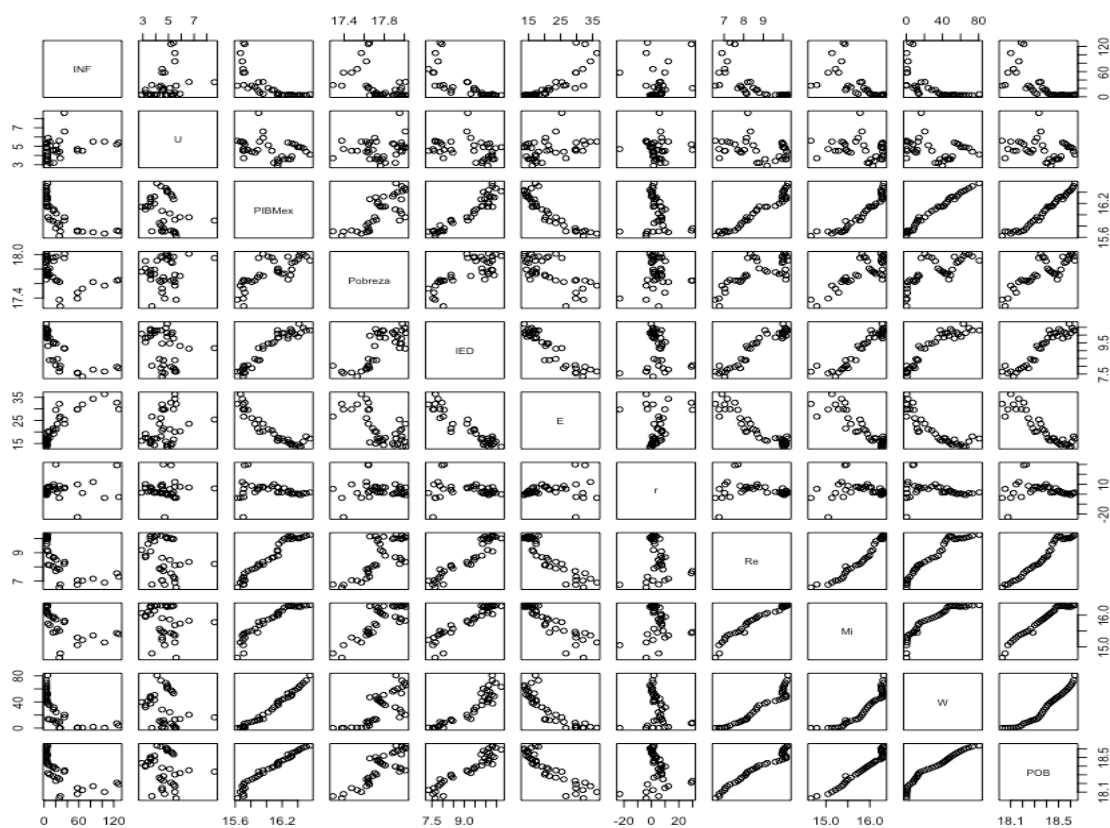 3 5 7 17.4 17.8 15 25 35 7 8 9 0 40 80
INF 0 60 120
3 5 7 U
PIBMex 15.6 16.2
17.4 18.0 Pobreza
IED 7.5 9.5
15 25 35 E
r -20 10
7 9 Re
Mi 15.0 16.0
0 40 80 W
POB 18.1 18.5
0 60 120 15.6 16.2 7.5 9.0 -20 0 20 15.0 16.0 18.1 18.5